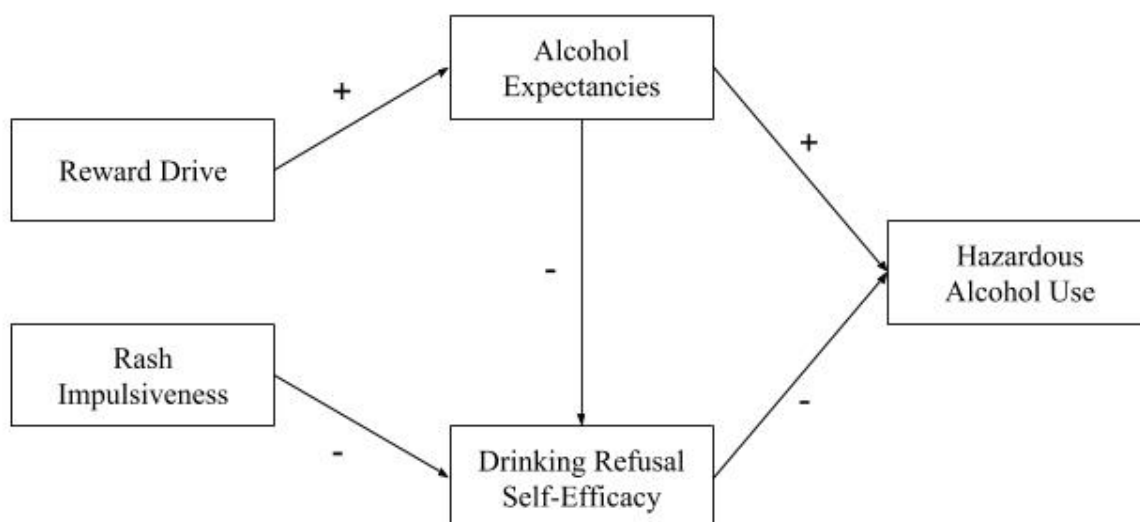 Alcohol
Expectancies
+
+
Reward Drive
-
Hazardous
Alcohol Use
Rash
Impulsiveness
-
-
Drinking Refusal
Self-Efficacy